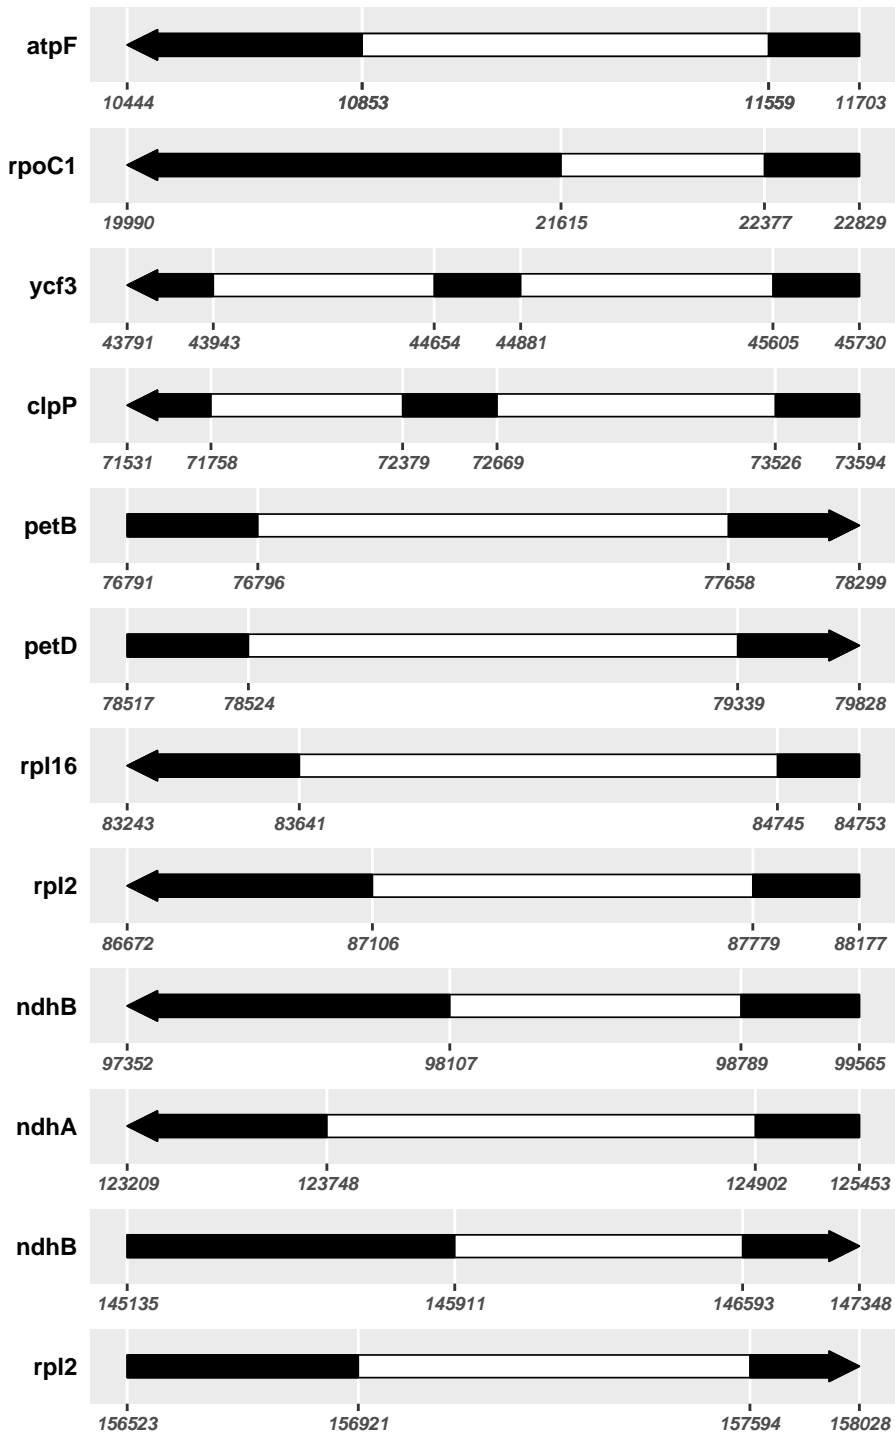 atpF
10444 10853 11559 11703
rpoC1
19990 21615 22377 22829
ycf3
43791 43943 44654 44881 45605 45730
clpP
71531 71758 72379 72669 73526 73594
petB
76791 76796 77658 78299
petD
78517 78524 79339 79828
rpl16
83243 83641 84745 84753
rpl2
86672 87106 87779 88177
ndhB
97352 98107 98789 99565
ndhA
123209 123748 124902 125453
ndhB
145135 145911 146593 147348
rpl2
156523 156921 157594 158028